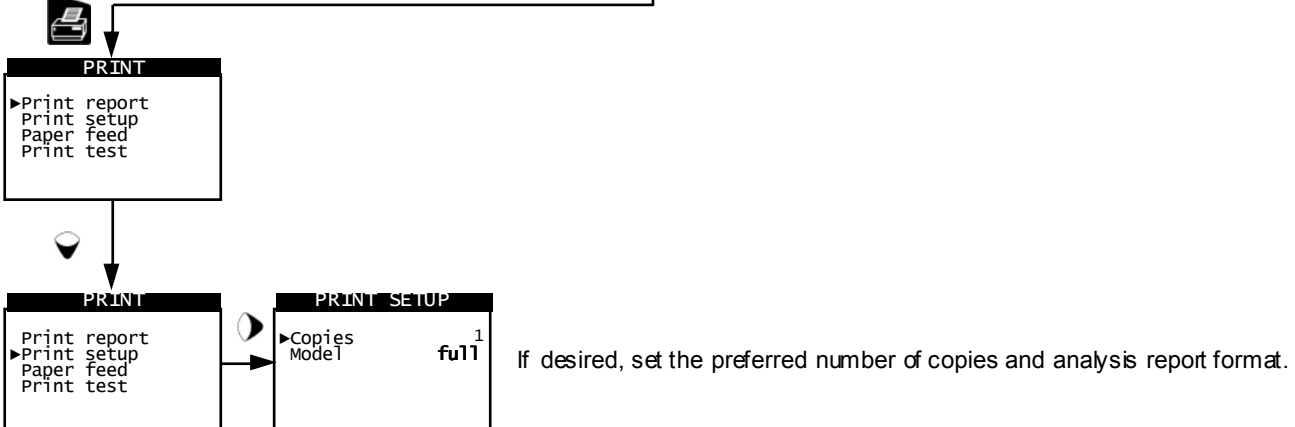 PRINT
►Print report
Print setup
Paper feed
Print test
PRINT
Print report
►Print setup
Paper feed
Print test
PRINT SETUP
►Copies 1
Model full
If desired, set the preferred number of copies and analysis report format.